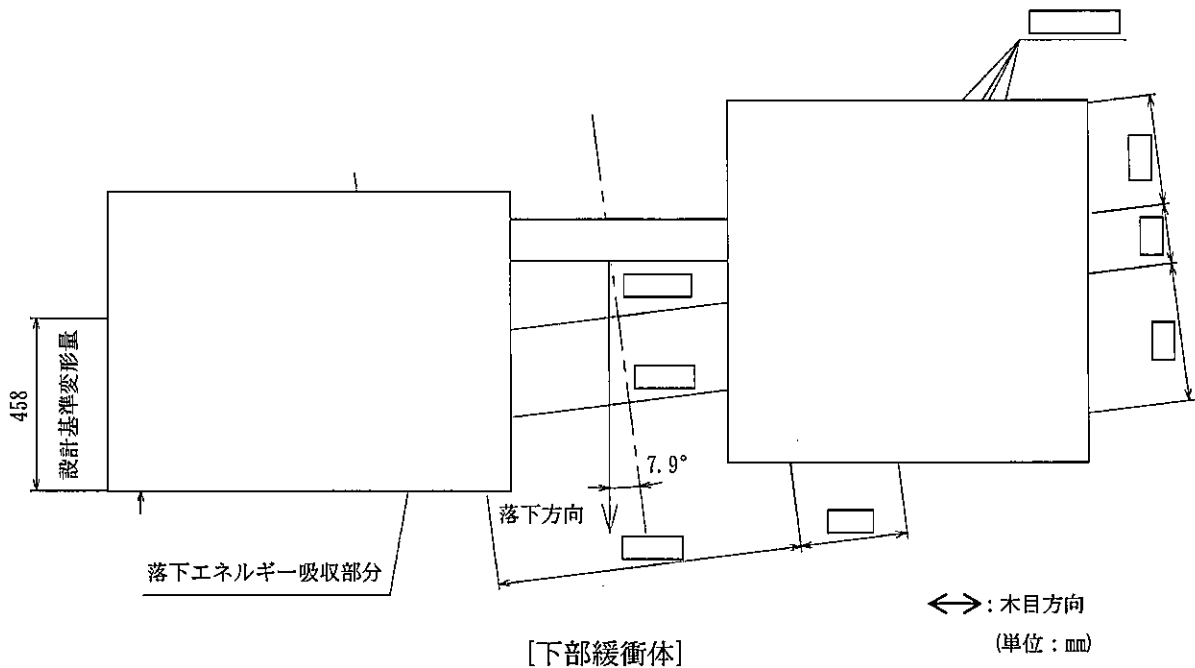 458
設計基準変形量
7.9°
落下方向
落下エネルギー吸収部分
:木目方向
(単位:mm)
[下部緩衝体]